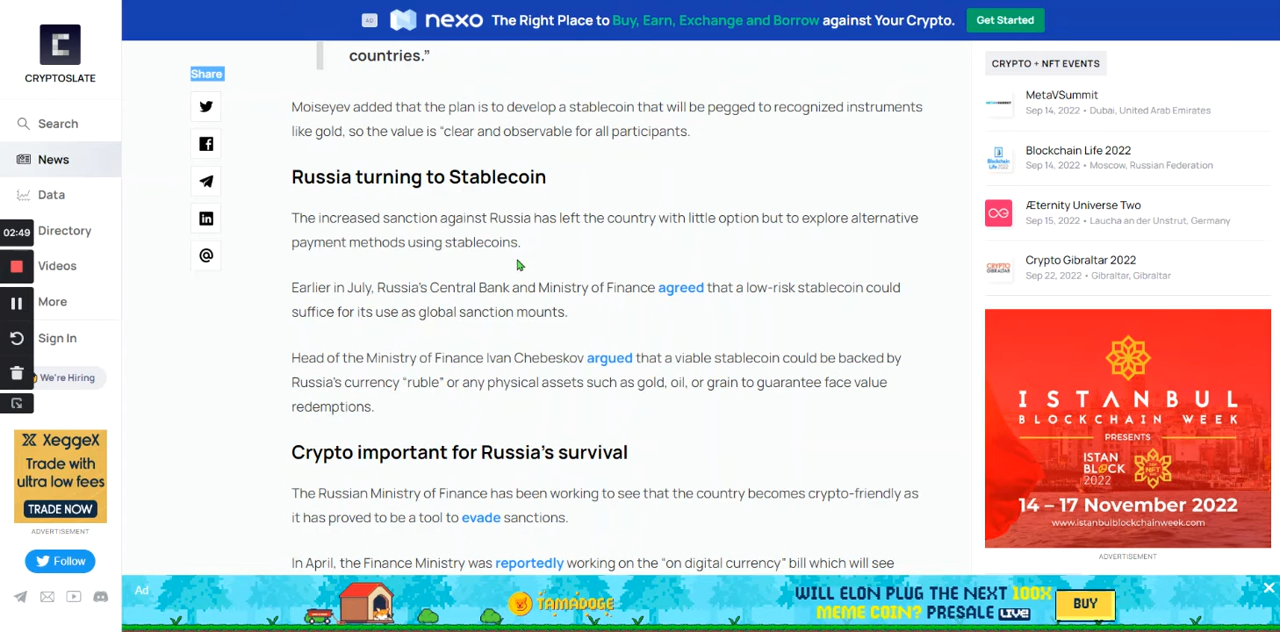 AD
nexo The Right Place to Buy, Earn, Exchange and Borrow against Your Crypto. Get Started
CRYPTOSLATE
Search
News
Data
02:49
Directory
Videos
More
Sign In
We're Hiring
XeggeX
Trade with
ultra low fees
TRADE NOW
ADVERTISEMENT
Follow
Share
countries.”
Moiseyev added that the plan is to develop a stablecoin that will be pegged to recognized instruments
like gold, so the value is “clear and observable for all participants.
Russia turning to Stablecoin
The increased sanction against Russia has left the country with little option but to explore alternative
payment methods using stablecoins.
Earlier in July, Russia’s Central Bank and Ministry of Finance agreed that a low-risk stablecoin could
suffice for its use as global sanction mounts.
Head of the Ministry of Finance Ivan Chebeskov argued that a viable stablecoin could be backed by
Russia’s currency “ruble” or any physical assets such as gold, oil, or grain to guarantee face value
redemptions.
Crypto important for Russia’s survival
The Russian Ministry of Finance has been working to see that the country becomes crypto-friendly as
it has proved to be a tool to evade sanctions.
In April, the Finance Ministry was reportedly working on the “on digital currency” bill which will see
CRYPTO + NFT EVENTS
MetaVSummit
Sep 14, 2022 • Dubai, United Arab Emirates
Blockchain Life 2022
Sep 14, 2022 • Moscow, Russian Federation
Æternity Universe Two
Sep 15, 2022 • Laucha an der Unstrut, Germany
Crypto Gibraltar 2022
Sep 22, 2022 • Gibraltar, Gibraltar
ISTANBUL
BLOCKCHAIN WEEK
PRESENTS
ISTAN
BLOCK
2022
14 – 17 November 2022
www.istanbulblockchainweek.com
ADVERTISEMENT
Ad
TAMADOGE
WILL ELON PLUG THE NEXT 100X
MEME COIN? PRESALE LIVE
BUY